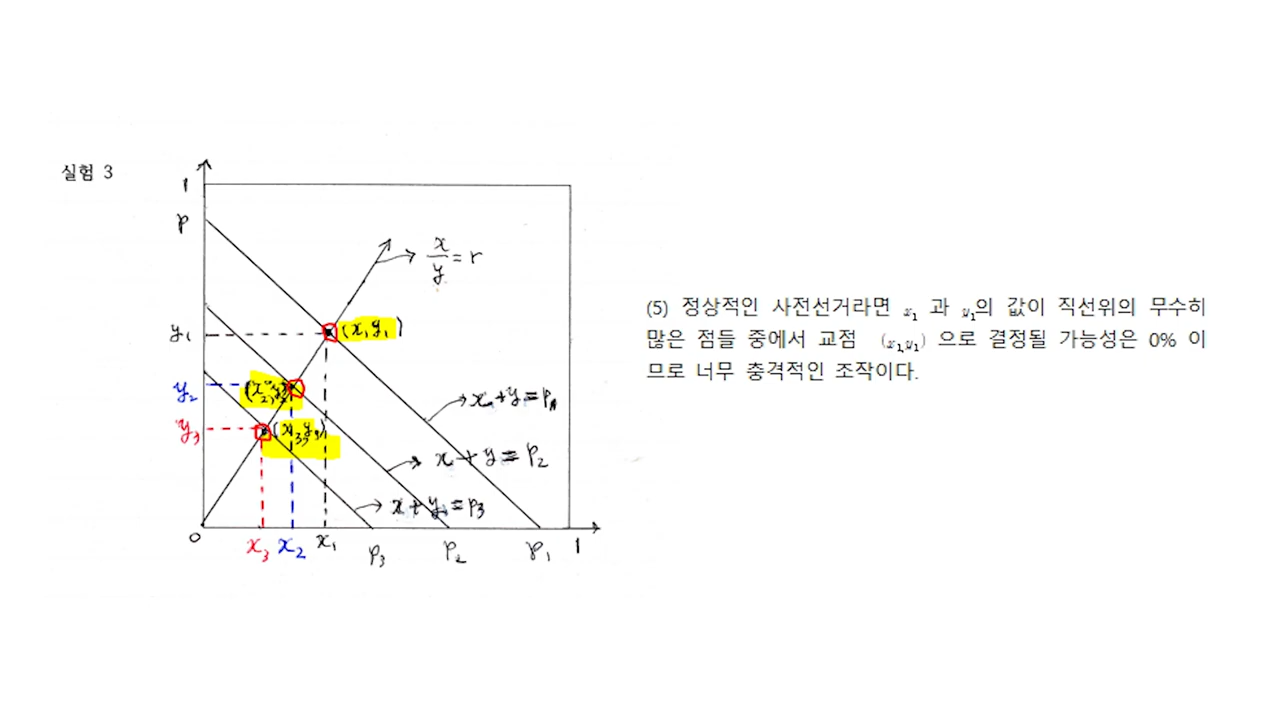 실험 3
1
p
x/y = r
y₁
(x₁y₁)
y₂
(x₂,y₂)
x + y = p₁
y₃
(x₃,y₃)
x + y = p₂
x + y = p₃
0
x₃ x₂ x₁ p₃ p₂ p₁ 1
(5) 정상적인 사전선거라면 x₁ 과 y₁의 값이 직선위의 무수히
많은 점들 중에서 교점 (x₁,y₁) 으로 결정될 가능성은 0% 이
므로 너무 충격적인 조작이다.